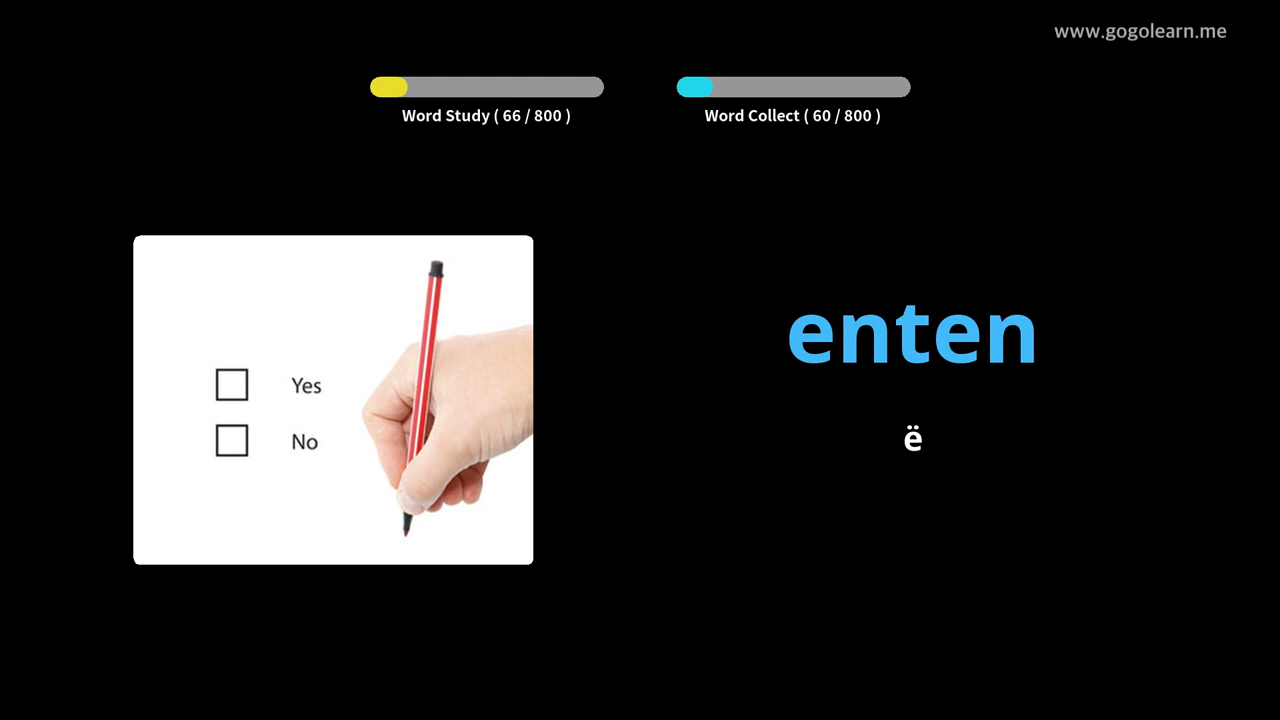 www.gogolearn.me
Word Study ( 66 / 800 )
Word Collect ( 60 / 800 )
Yes
No
enten
ë